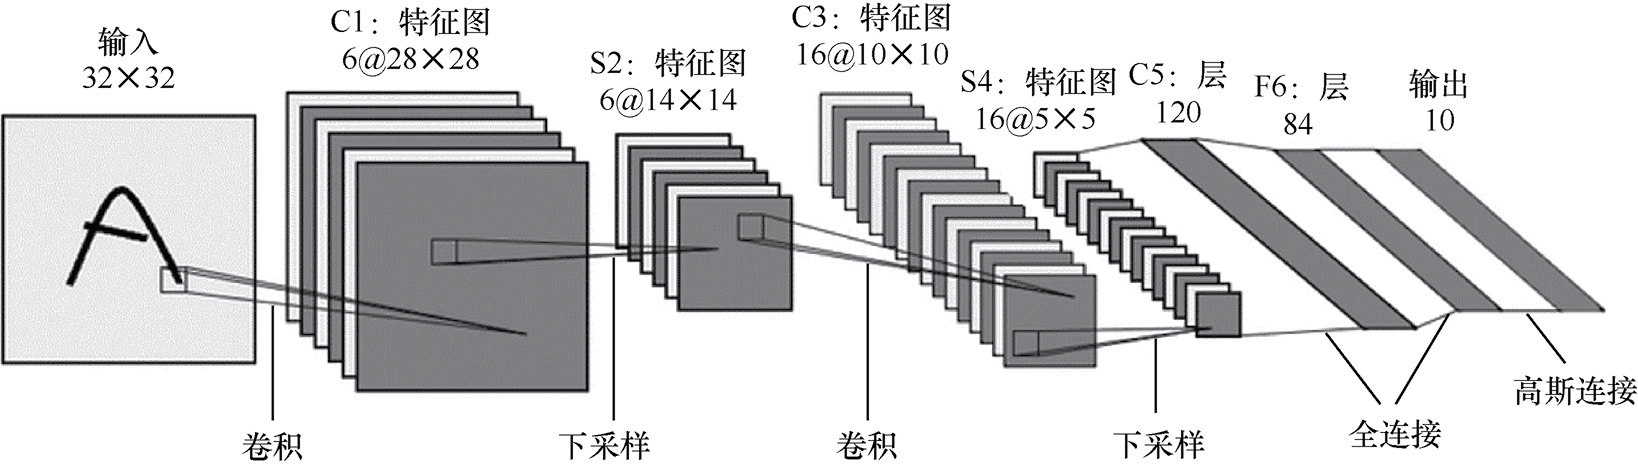 输入
32×32
C1：特征图
6@28×28
S2：特征图
6@14×14
C3：特征图
16@10×10
S4：特征图
16@5×5
C5：层
120
F6：层
84
输出
10
卷积
下采样
卷积
下采样
全连接
高斯连接